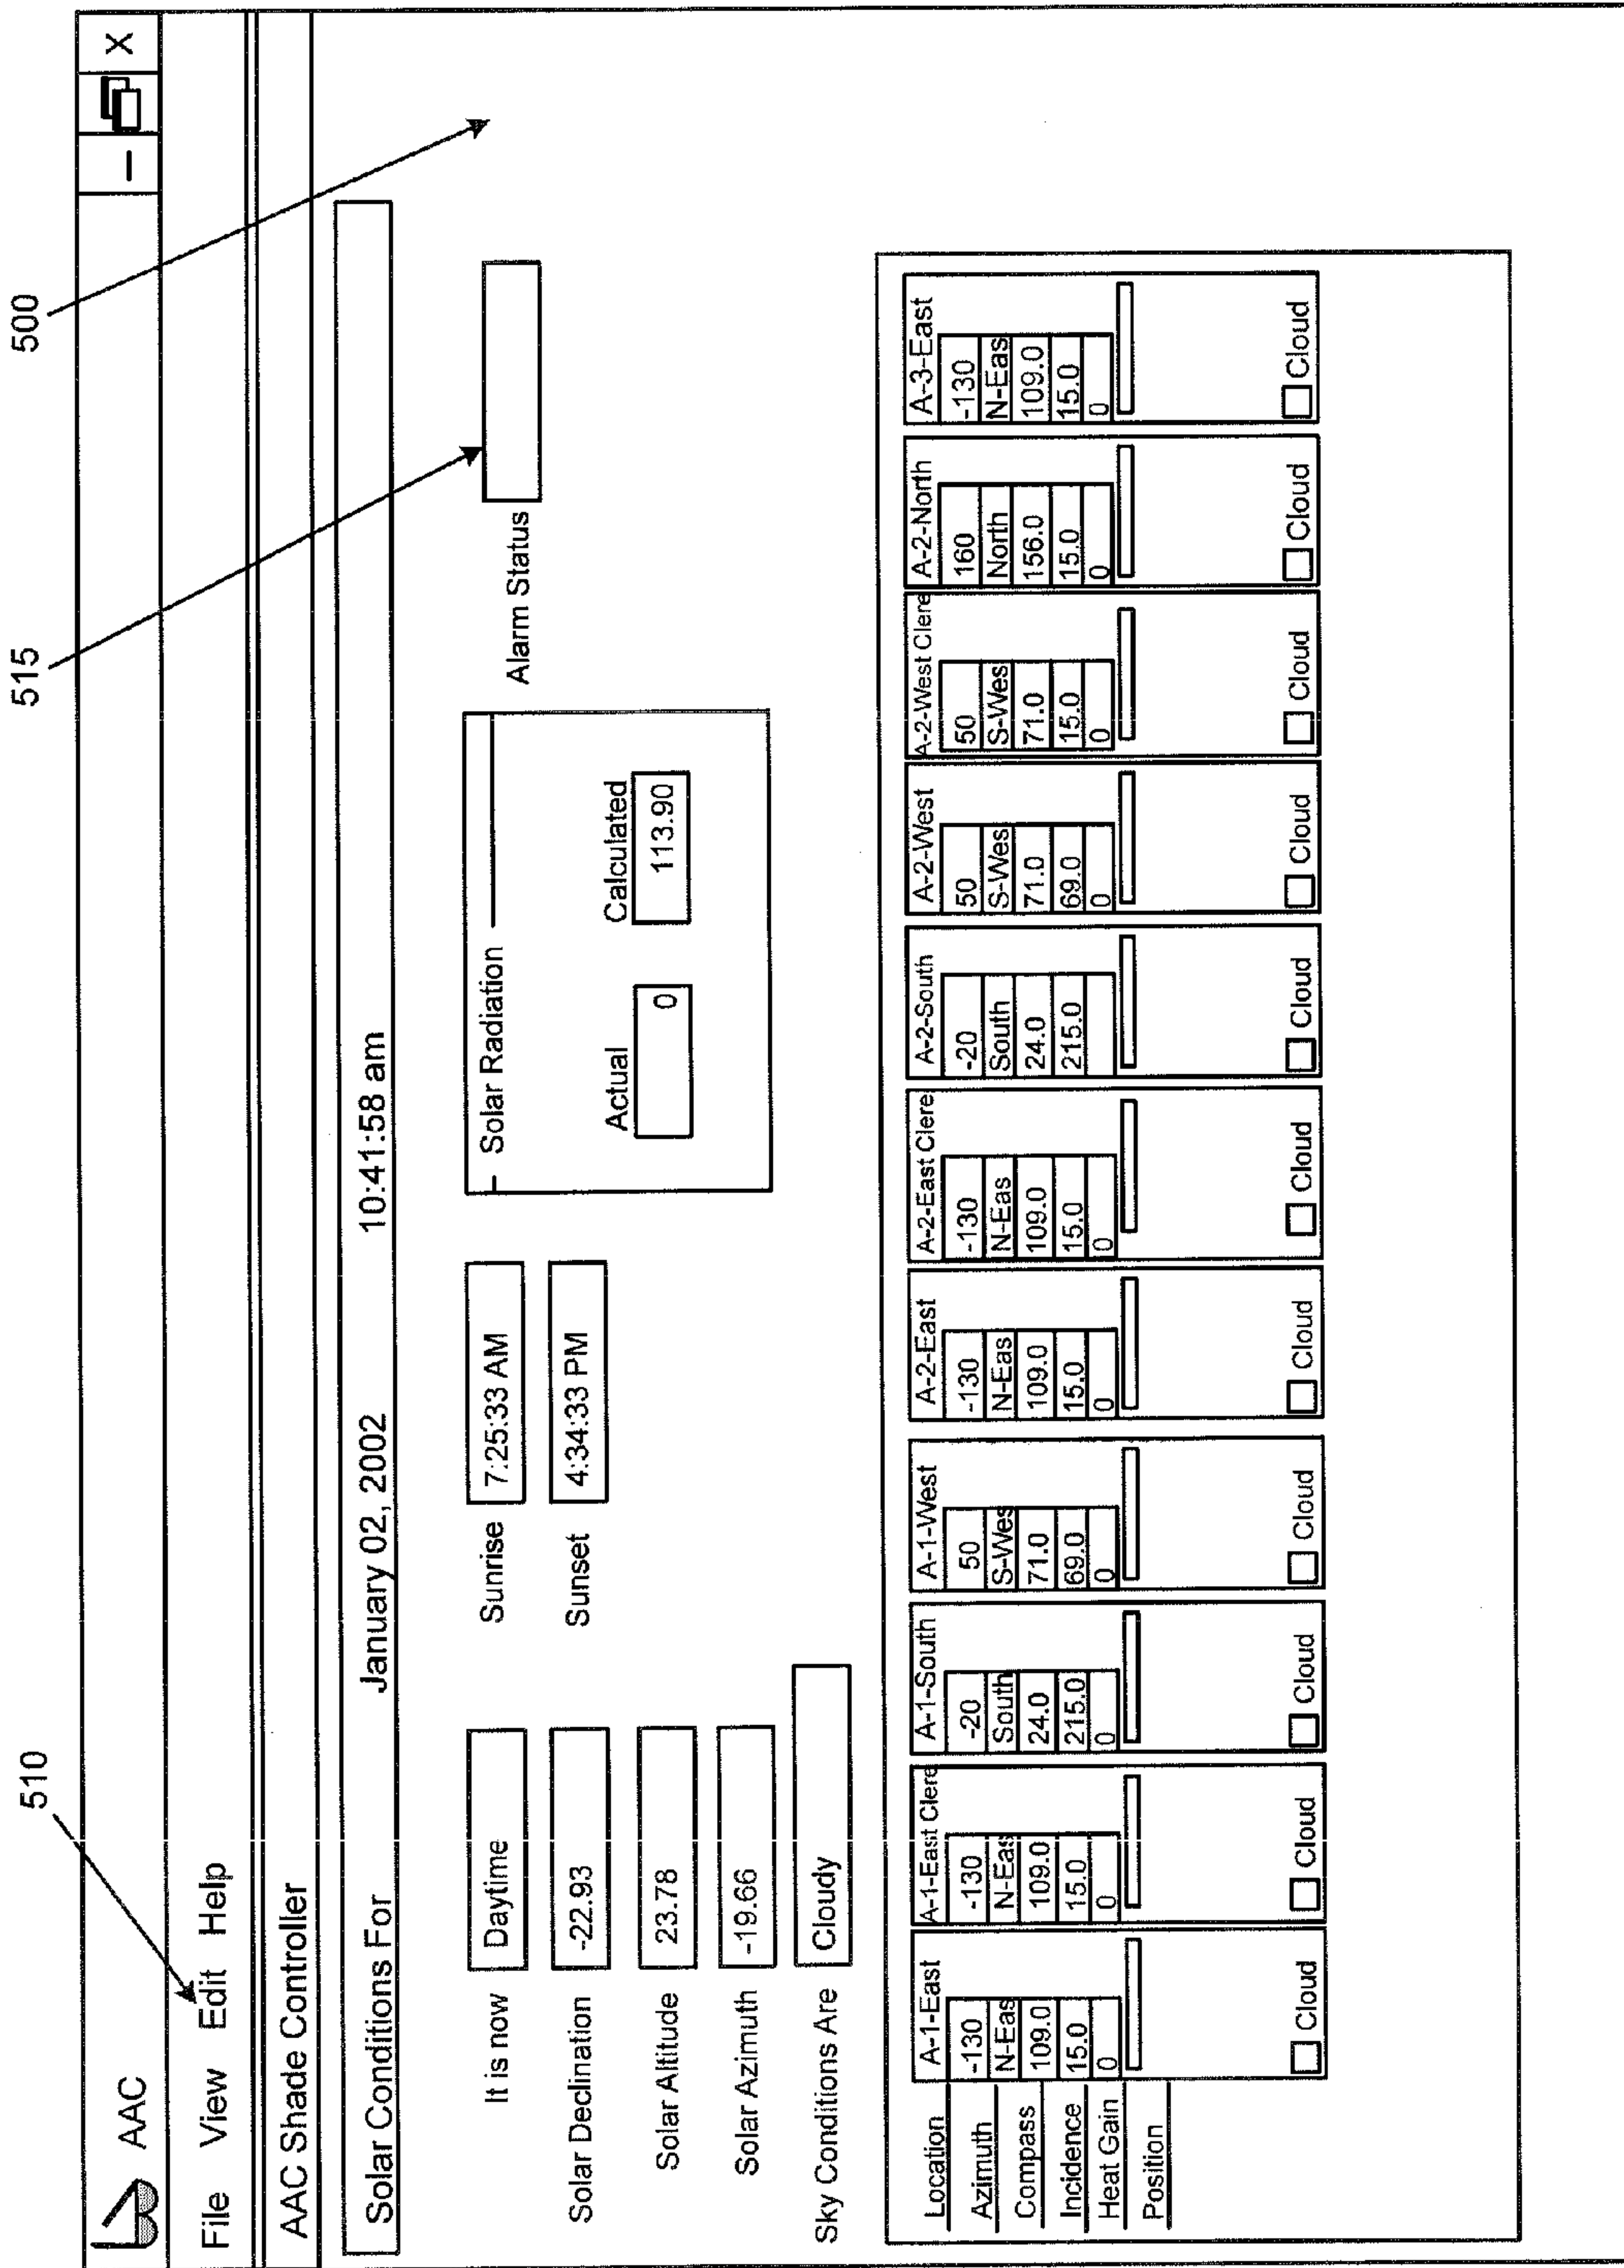 510
515
500
AAC
X
File View Edit Help
AAC Shade Controller
Solar Conditions For January 02, 2002 10:41:58 am
It is now Daytime
Sunrise 7:25:33 AM
Solar Radiation
Alarm Status
Solar Declination -22.93
Sunset 4:34:33 PM
Actual Calculated
0 113.90
Solar Altitude 23.78
Solar Azimuth -19.66
Sky Conditions Are Cloudy
Location A-1-East A-1-East Clere A-1-South A-1-West A-2-East A-2-East Clere A-2-South A-2-West A-2-West Clere A-2-North A-3-East
Azimuth -130 -130 -20 50 -130 -130 -20 50 50 160 -130
Compass N-Eas N-Eas South S-Wes N-Eas N-Eas South S-Wes S-Wes North N-Eas
Incidence 109.0 109.0 24.0 71.0 109.0 109.0 24.0 71.0 71.0 156.0 109.0
Heat Gain 15.0 15.0 215.0 69.0 15.0 15.0 215.0 69.0 15.0 15.0 15.0
Position 0 0 0 0 0 0 0 0 0 0
Cloud Cloud Cloud Cloud Cloud Cloud Cloud Cloud Cloud Cloud Cloud